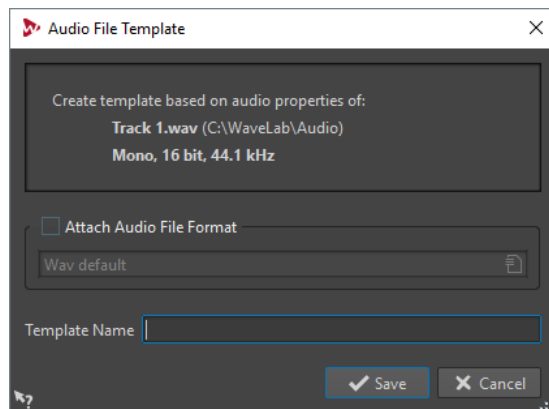 Audio File Template
Create template based on audio properties of:
Track 1.wav (C:\WaveLab\Audio)
Mono, 16 bit, 44.1 kHz
Attach Audio File Format
Wav default
Template Name
Save Cancel
?